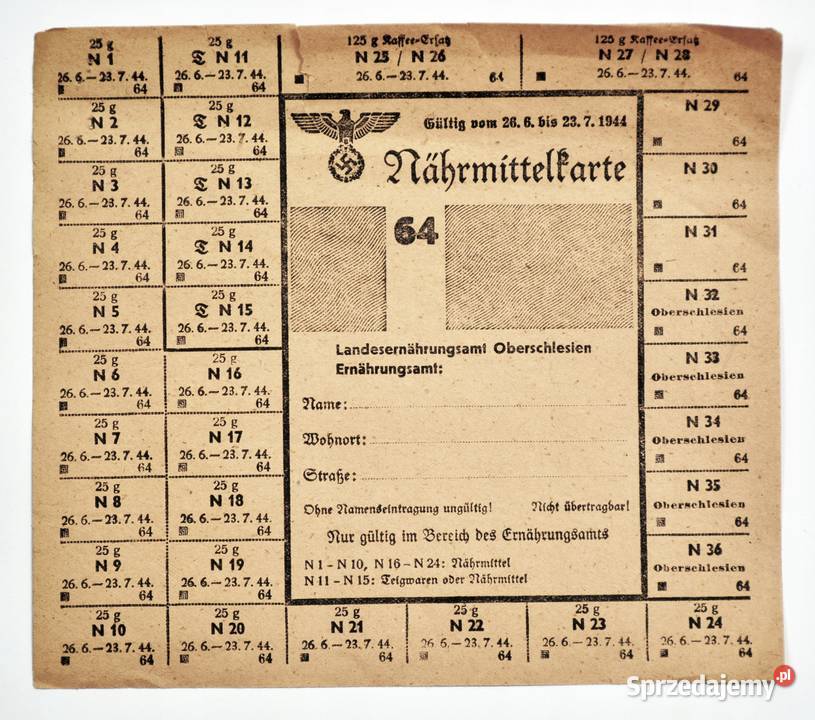 25 g
N 1
26. 6.—23. 7. 44.
64
25 g
T N 11
26. 6.—23. 7. 44.
64
125 g Kaffee-Ersatz
N 25 / N 26
26. 6.—23. 7. 44.
64
125 g Kaffee-Ersatz
N 27 / N 28
26. 6.—23. 7. 44.
64
25 g
N 2
26. 6.—23. 7. 44.
64
25 g
T N 12
26. 6.—23. 7. 44.
64
25 g
N 3
26. 6.—23. 7. 44.
64
25 g
T N 13
26. 6.—23. 7. 44.
64
25 g
N 4
26. 6.—23. 7. 44.
64
25 g
T N 14
26. 6.—23. 7. 44.
64
25 g
N 5
26. 6.—23. 7. 44.
64
25 g
T N 15
26. 6.—23. 7. 44.
64
25 g
N 6
26. 6.—23. 7. 44.
64
25 g
N 16
26. 6.—23. 7. 44.
64
25 g
N 7
26. 6.—23. 7. 44.
64
25 g
N 17
26. 6.—23. 7. 44.
64
25 g
N 8
26. 6.—23. 7. 44.
64
25 g
N 18
26. 6.—23. 7. 44.
64
25 g
N 9
26. 6.—23. 7. 44.
64
25 g
N 19
26. 6.—23. 7. 44.
64
25 g
N 10
26. 6.—23. 7. 44.
64
25 g
N 20
26. 6.—23. 7. 44.
64
Gültig vom 26. 6. bis 23. 7. 1944
Nährmittelkarte
64
Landesernährungsamt Oberschlesien
Ernährungsamt:
Name:
Wohnort:
Straße:
Ohne Namenseintragung ungültig! Nicht übertragbar!
Nur gültig im Bereich des Ernährungsamts
N 1 – N 10, N 16 – N 24: Nährmittel
N 11 – N 15: Teigwaren oder Nährmittel
N 29
64
N 30
64
N 31
64
N 32
Oberschlesien
64
N 33
Oberschlesien
64
N 34
Oberschlesien
64
N 35
Oberschlesien
64
N 36
Oberschlesien
64
25 g
N 21
26. 6.—23. 7. 44.
64
25 g
N 22
26. 6.—23. 7. 44.
64
25 g
N 23
26. 6.—23. 7. 44.
64
25 g
N 24
26. 6.—23. 7. 44.
64
Sprzedajemy.pl